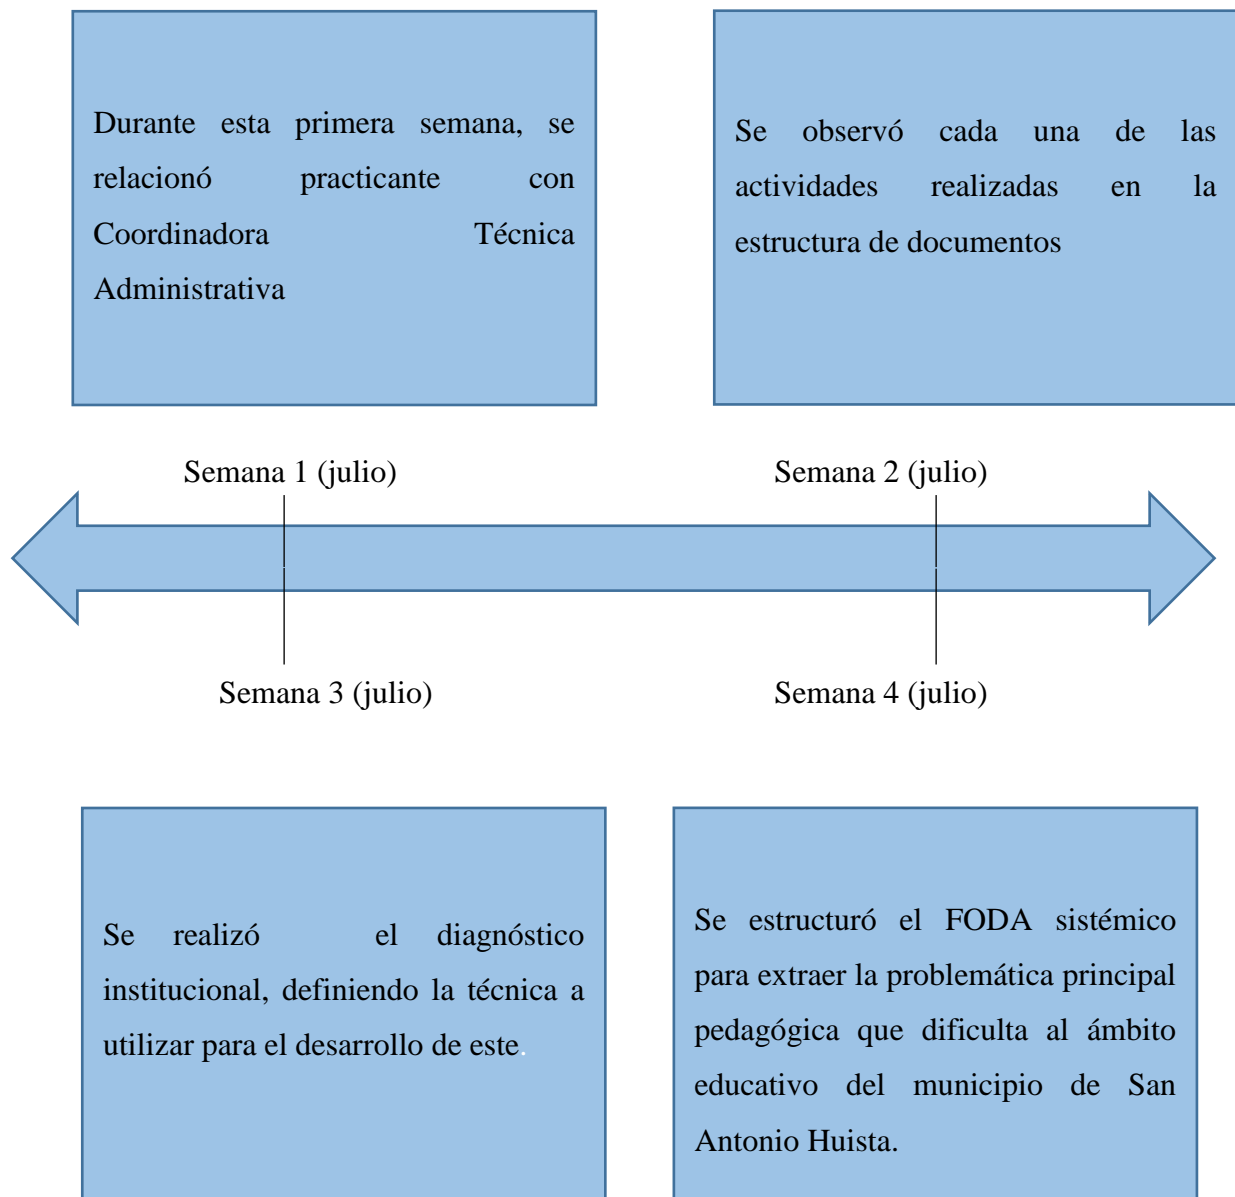 Durante esta primera semana, se
relacionó practicante con
Coordinadora Técnica
Administrativa
Se observó cada una de las
actividades realizadas en la
estructura de documentos
Semana 1 (julio)
Semana 2 (julio)
Semana 3 (julio)
Semana 4 (julio)
Se realizó el diagnóstico
institucional, definiendo la técnica a
utilizar para el desarrollo de este.
Se estructuró el FODA sistémico
para extraer la problemática principal
pedagógica que dificulta al ámbito
educativo del municipio de San
Antonio Huista.